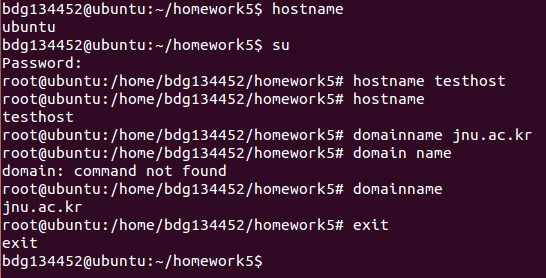 bdg134452@ubuntu:~/homework5$ hostname
ubuntu
bdg134452@ubuntu:~/homework5$ su
Password:
root@ubuntu:/home/bdg134452/homework5# hostname testhost
root@ubuntu:/home/bdg134452/homework5# hostname
testhost
root@ubuntu:/home/bdg134452/homework5# domainname jnu.ac.kr
root@ubuntu:/home/bdg134452/homework5# domain name
domain: command not found
root@ubuntu:/home/bdg134452/homework5# domainname
jnu.ac.kr
root@ubuntu:/home/bdg134452/homework5# exit
exit
bdg134452@ubuntu:~/homework5$